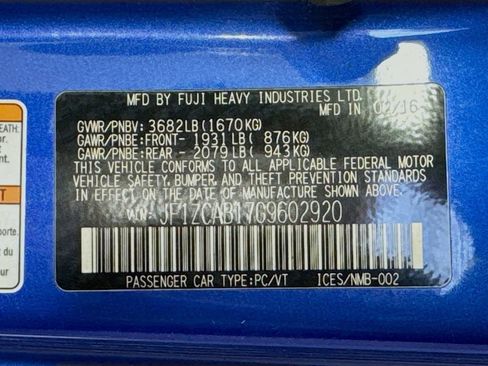 MFD BY FUJI HEAVY INDUSTRIES LTD.
MFD IN 02/16
GVWR/PNBV: 3682LB(1670KG)
GAWR/PNBE:FRONT- 1931LB( 876KG)
GAWR/PNBE:REAR - 2079LB( 943KG)
THIS VEHICLE CONFORMS TO ALL APPLICABLE FEDERAL MOTOR
VEHICLE SAFETY, BUMPER, AND THEFT PREVENTION STANDARDS
IN EFFECT ON THE DATE OF MANUFACTURE SHOWN ABOVE.
VIN: JF1ZCAB17G9602920
PASSENGER CAR TYPE:PC/VT ICES/NMB-002